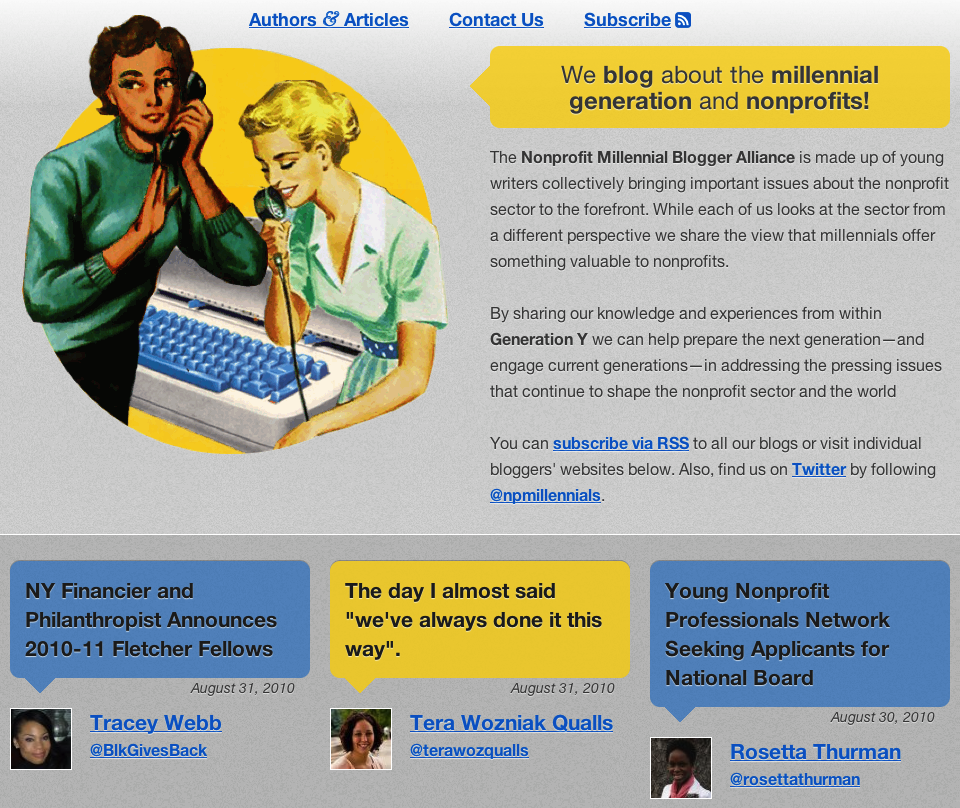 Authors & Articles
Contact Us
Subscribe
We blog about the millennial
generation and nonprofits!
The Nonprofit Millennial Blogger Alliance is made up of young
writers collectively bringing important issues about the nonprofit
sector to the forefront. While each of us looks at the sector from
a different perspective we share the view that millennials offer
something valuable to nonprofits.
By sharing our knowledge and experiences from within
Generation Y we can help prepare the next generation—and
engage current generations—in addressing the pressing issues
that continue to shape the nonprofit sector and the world
You can subscribe via RSS to all our blogs or visit individual
bloggers' websites below. Also, find us on Twitter by following
@npmillennials.
NY Financier and
Philanthropist Announces
2010-11 Fletcher Fellows
August 31, 2010
Tracey Webb
@BlkGivesBack
The day I almost said
"we've always done it this
way".
August 31, 2010
Tera Wozniak Qualls
@terawozqualls
Young Nonprofit
Professionals Network
Seeking Applicants for
National Board
August 30, 2010
Rosetta Thurman
@rosettathurman